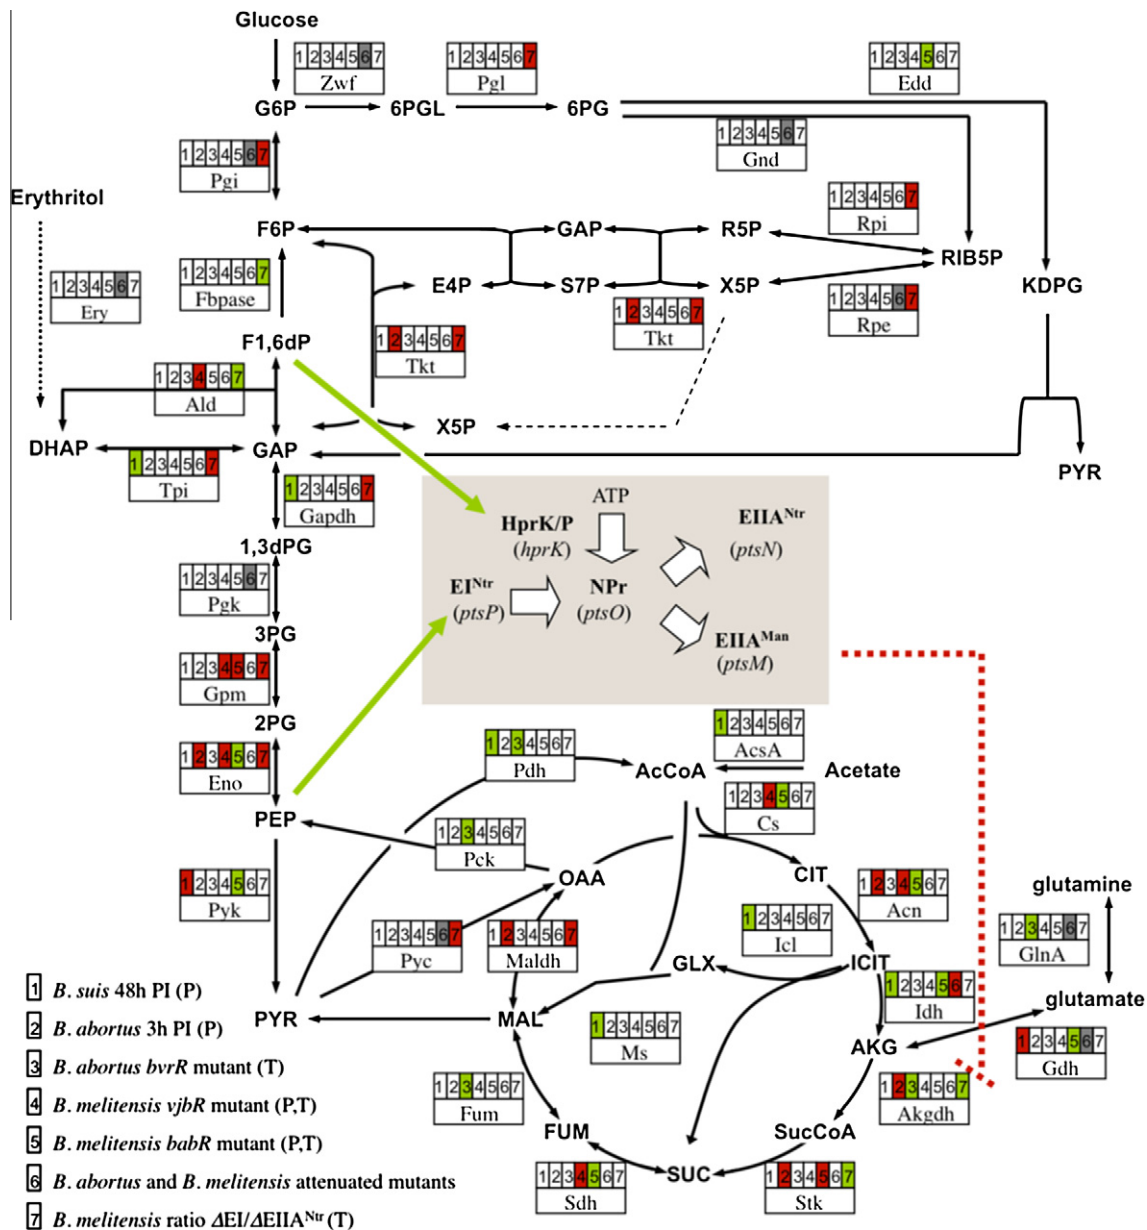 Glucose
1234567
Zwf
1234567
Pgl
1234567
Edd
G6P
6PGL
6PG
1234567
Gnd
1234567
Pgi
Erythritol
1234567
Rpi
F6P
GAP
R5P
RIB5P
1234567
Fbpase
1234567
Ery
E4P
S7P
X5P
KDPG
1234567
Tkt
1234567
Rpe
F1,6dP
1234567
Tkt
1234567
Ald
X5P
DHAP
GAP
PYR
1234567
Tpi
1234567
Gapdh
ATP
HprK/P
(hprK)
EIIA^Ntr
(ptsN)
1,3dPG
1234567
Pgk
EI^Ntr
(ptsP)
NPr
(ptsO)
3PG
EIIA^Man
(ptsM)
1234567
Gpm
2PG
1234567
AcsA
1234567
Pdh
1234567
Eno
AcCoA
Acetate
1234567
Cs
PEP
1234567
Pck
OAA
CIT
1234567
Pyk
1234567
Acn
glutamine
1234567
Icl
1234567
GlnA
1234567
Pyc
1234567
Maldh
GLX
ICIT
1234567
Idh
glutamate
PYR
MAL
1234567
Ms
AKG
1234567
Gdh
1234567
Fum
1234567
Akgdh
FUM
SucCoA
SUC
1234567
Sdh
1234567
Stk
1 B. suis 48h PI (P)
2 B. abortus 3h PI (P)
3 B. abortus bvrR mutant (T)
4 B. melitensis vjbR mutant (P,T)
5 B. melitensis babR mutant (P,T)
6 B. abortus and B. melitensis attenuated mutants
7 B. melitensis ratio ΔEI/ΔEIIA^Ntr (T)